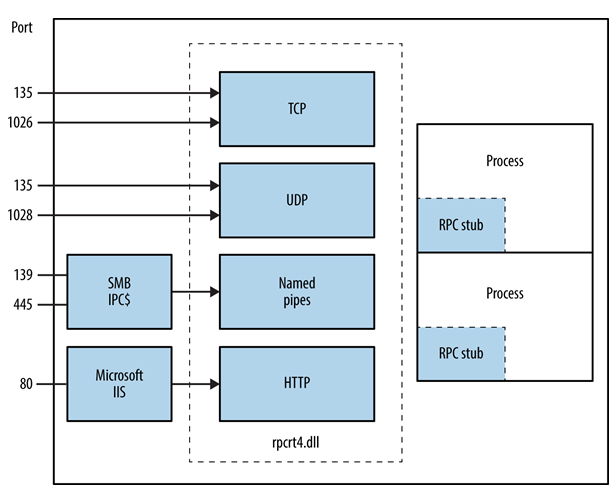 Port
135
1026
TCP
135
1028
UDP
139
445
SMB
IPC$
Named
pipes
80
Microsoft
IIS
HTTP
rpcrt4.dll
Process
RPC stub
Process
RPC stub